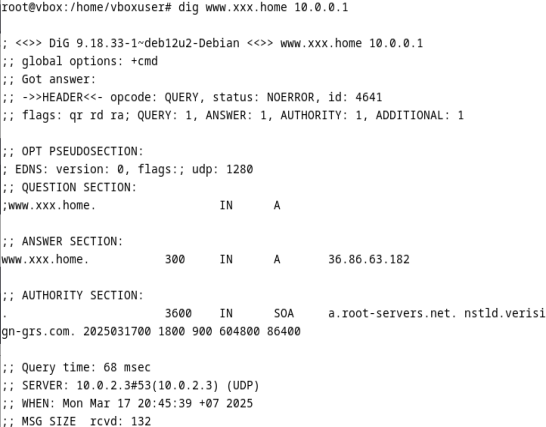 root@vbox:/home/vboxuser# dig www.xxx.home 10.0.0.1

; <<>> DiG 9.18.33-1~deb12u2-Debian <<>> www.xxx.home 10.0.0.1
;; global options: +cmd
;; Got answer:
;; ->>HEADER<<- opcode: QUERY, status: NOERROR, id: 4641
;; flags: qr rd ra; QUERY: 1, ANSWER: 1, AUTHORITY: 1, ADDITIONAL: 1

;; OPT PSEUDOSECTION:
; EDNS: version: 0, flags:; udp: 1280
;; QUESTION SECTION:
;www.xxx.home. IN A

;; ANSWER SECTION:
www.xxx.home. 300 IN A 36.86.63.182

;; AUTHORITY SECTION:
. 3600 IN SOA a.root-servers.net. nstld.verisi
gn-grs.com. 2025031700 1800 900 604800 86400

;; Query time: 68 msec
;; SERVER: 10.0.2.3#53(10.0.2.3) (UDP)
;; WHEN: Mon Mar 17 20:45:39 +07 2025
;; MSG SIZE rcvd: 132